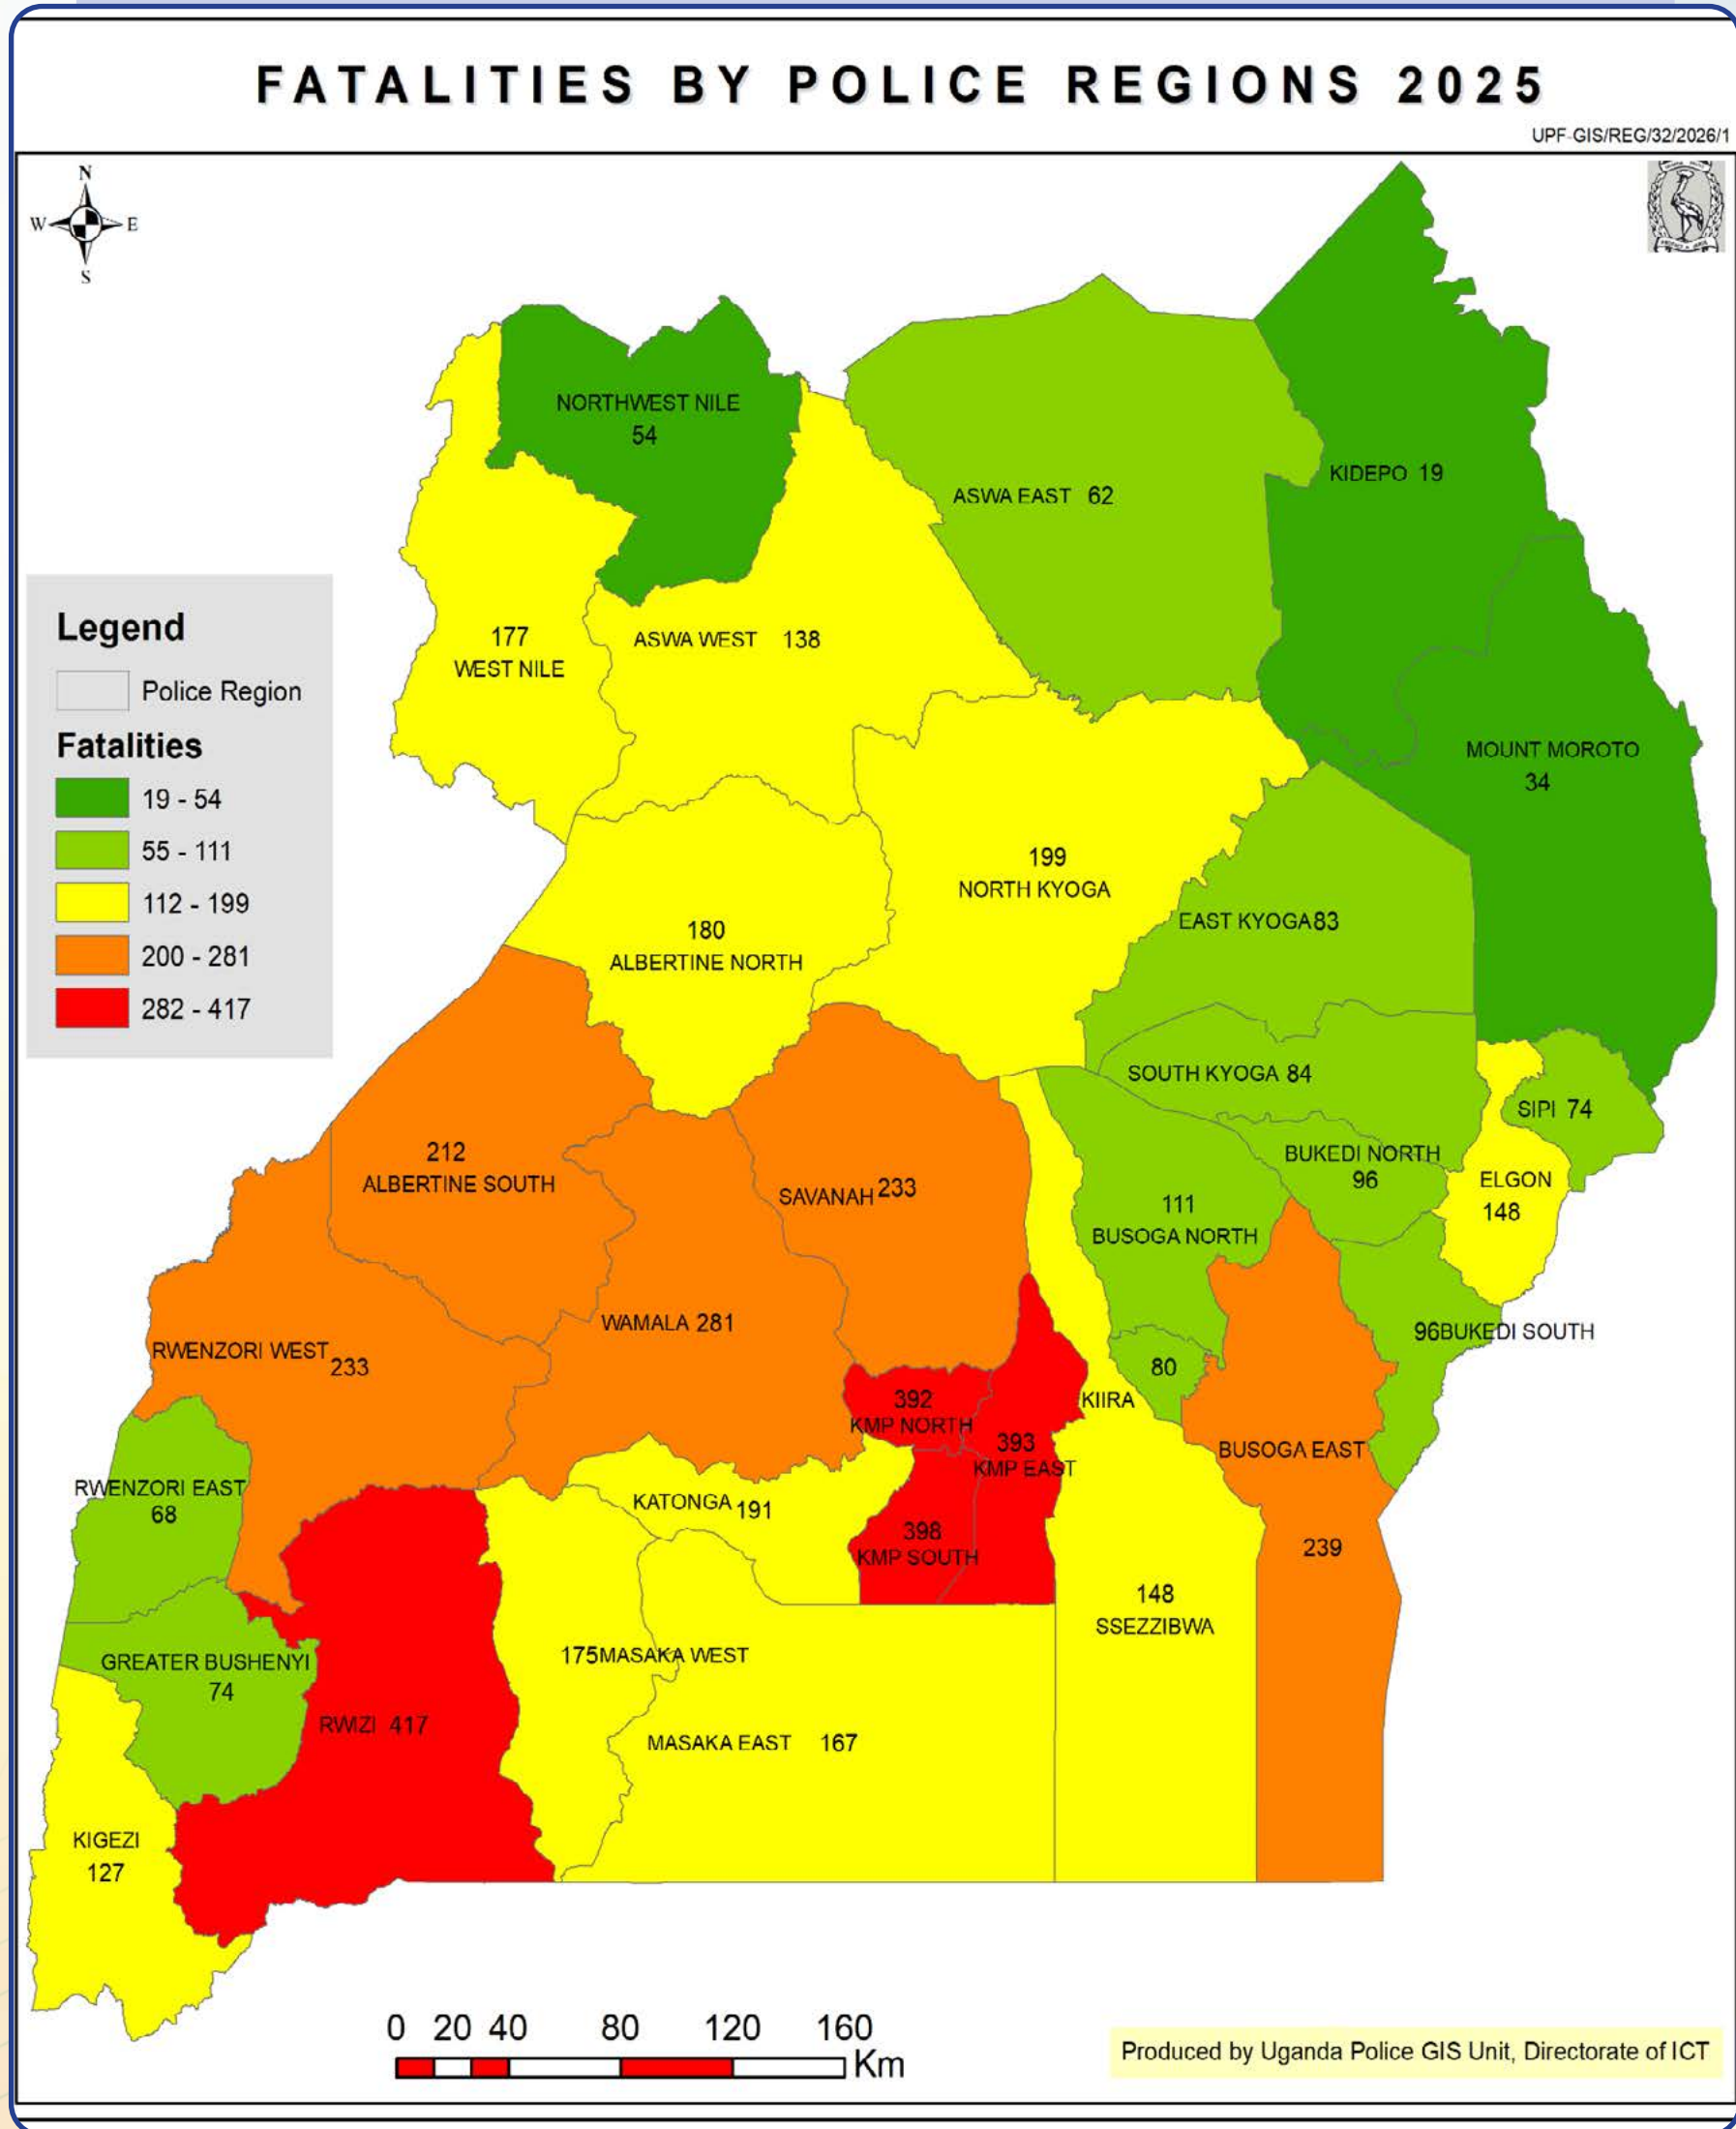 FATALITIES BY POLICE REGIONS 2025
UPF-GIS/REG/32/2026/1
N
W E
S
NORTHWEST NILE
54
KIDEPO 19
ASWA EAST 62
Legend
Police Region
Fatalities
19 - 54
55 - 111
112 - 199
200 - 281
282 - 417
177
WEST NILE
ASWA WEST 138
MOUNT MOROTO
34
199
NORTH KYOGA
EAST KYOGA 83
180
ALBERTINE NORTH
SOUTH KYOGA 84
SIPI 74
212
ALBERTINE SOUTH
SAVANAH 233
BUKEDI NORTH
96
ELGON
148
111
BUSOGA NORTH
WAMALA 281
96 BUKEDI SOUTH
RWENZORI WEST 233
80
KIIRA
392
KMP NORTH
393
KMP EAST
BUSOGA EAST
239
RWENZORI EAST
68
KATONGA 191
398
KMP SOUTH
148
SSEZZIBWA
175 MASAKA WEST
GREATER BUSHENYI
74
RWIZI 417
MASAKA EAST 167
KIGEZI
127
0 20 40 80 120 160
Km
Produced by Uganda Police GIS Unit, Directorate of ICT